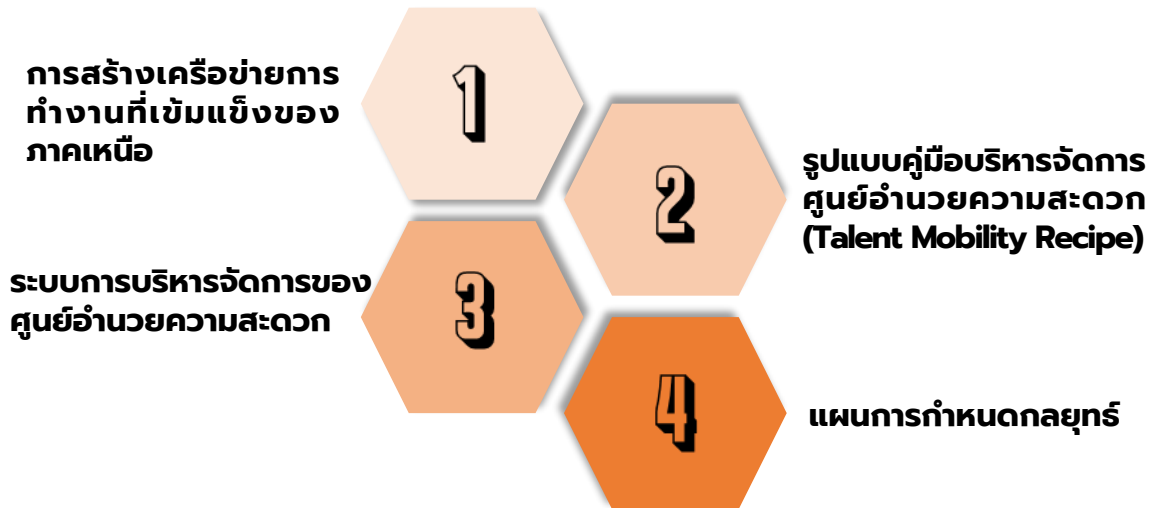 การสร้างเครือข่ายการ
ทำงานที่เข้มแข็งของ
ภาคเหนือ
1
2
รูปแบบคู่มือบริหารจัดการ
ศูนย์อำนวยความสะดวก
(Talent Mobility Recipe)
ระบบการบริหารจัดการของ
ศูนย์อำนวยความสะดวก
3
4
แผนการกำหนดกลยุทธ์